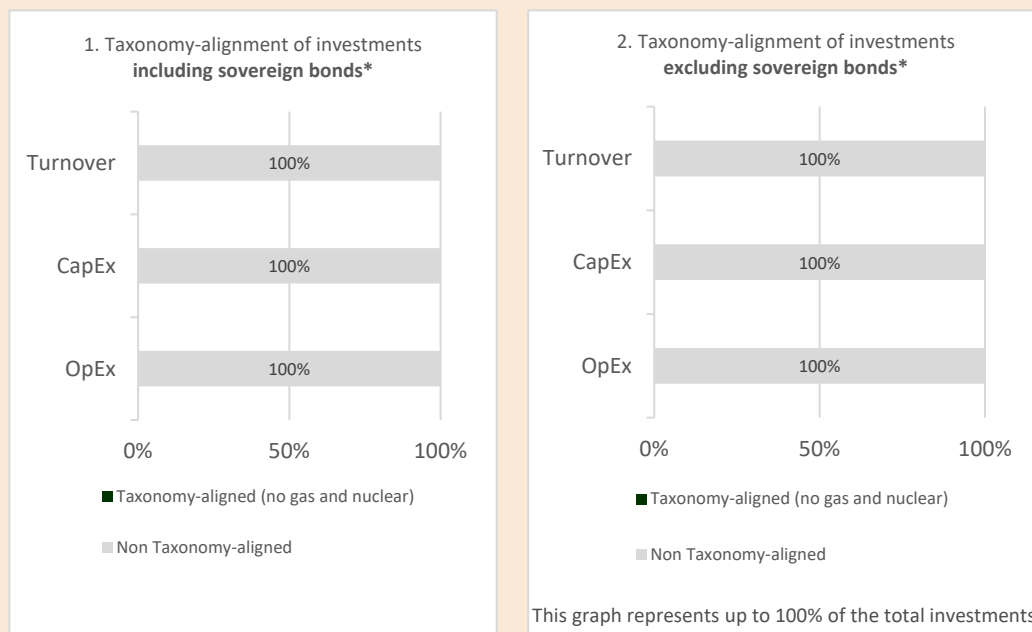 1. Taxonomy-alignment of investments
including sovereign bonds*
Turnover
100%
CapEx
100%
OpEx
100%
0% 50% 100%
Taxonomy-aligned (no gas and nuclear)
Non Taxonomy-aligned
2. Taxonomy-alignment of investments
excluding sovereign bonds*
Turnover
100%
CapEx
100%
OpEx
100%
0% 50% 100%
Taxonomy-aligned (no gas and nuclear)
Non Taxonomy-aligned
This graph represents up to 100% of the total investments